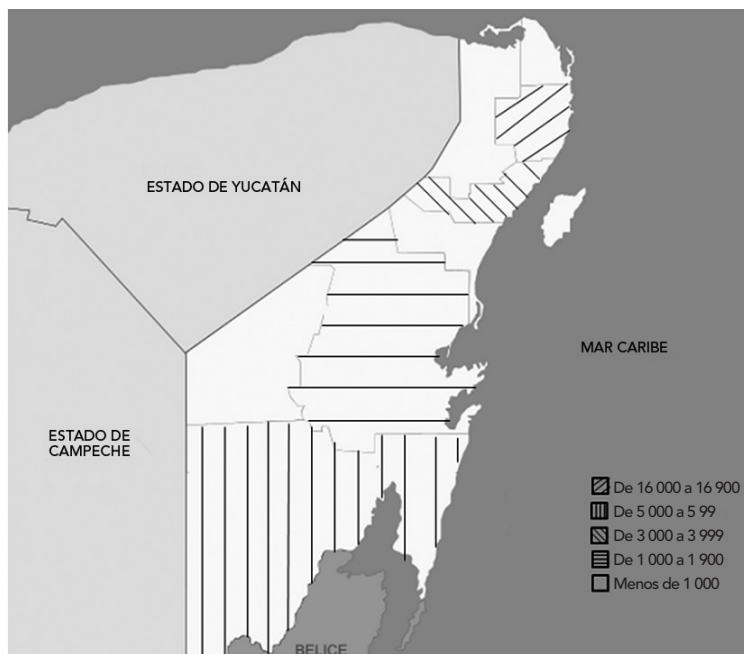 ESTADO DE YUCATÁN
MAR CARIBE
ESTADO DE
CAMPECHE
De 16 000 a 16 900
De 5 000 a 5 99
De 3 000 a 3 999
De 1 000 a 1 900
Menos de 1 000
BELICE